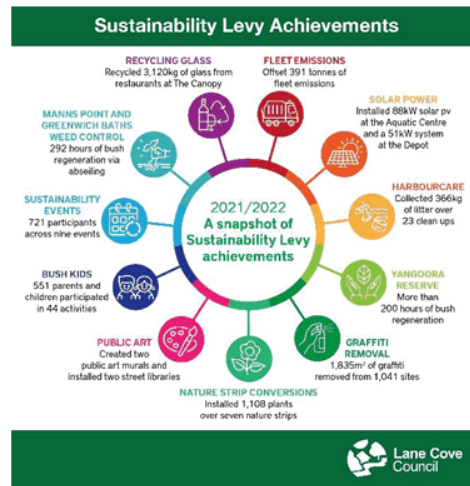 Sustainability Levy Achievements
RECYCLING GLASS
Recycled 3,120kg of glass from
restaurants at The Canopy
FLEET EMISSIONS
Offset 391 tonnes of
fleet emissions
SOLAR POWER
Installed 88kW solar pv
at the Aquatic Centre
and a 51kW system
at the Depot
HARBOURCARE
Collected 366kg
of litter over
23 clean ups
YANGOORA
RESERVE
More than
200 hours of bush
regeneration
GRAFFITI
REMOVAL
1,835m² of graffiti
removed from 1,041 sites
NATURE STRIP CONVERSIONS
Installed 1,108 plants
over seven nature strips
PUBLIC ART
Created two
public art murals and
installed two street libraries
BUSH KIDS
551 parents and
children participated
in 44 activities
SUSTAINABILITY
EVENTS
721 participants
across nine events
MANNS POINT AND
GREENWICH BATHS
WEED CONTROL
292 hours of bush
regeneration via
abseiling
2021/2022
A snapshot of
Sustainability Levy
achievements
Lane Cove
Council